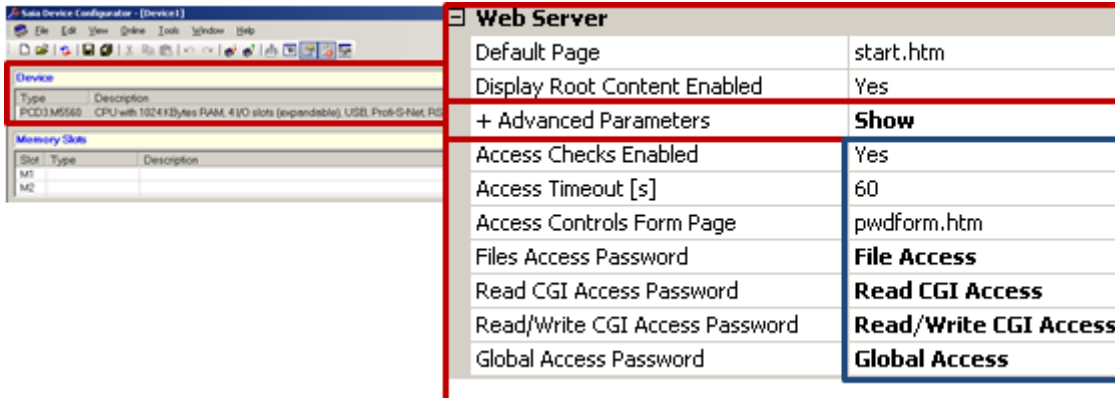 Saia Device Configurator - [Device1]
File Edit View Online Tools Window Help
Device
Type Description
PCD3.M5560 CPU with 1024 KBytes RAM, 4 I/O slots (expandable), USB, Profi-S-Net, RS
Memory Slots
Slot Type Description
M1
M2
Web Server
Default Page start.htm
Display Root Content Enabled Yes
+ Advanced Parameters Show
Access Checks Enabled Yes
Access Timeout [s] 60
Access Controls Form Page pwdform.htm
Files Access Password File Access
Read CGI Access Password Read CGI Access
Read/Write CGI Access Password Read/Write CGI Access
Global Access Password Global Access